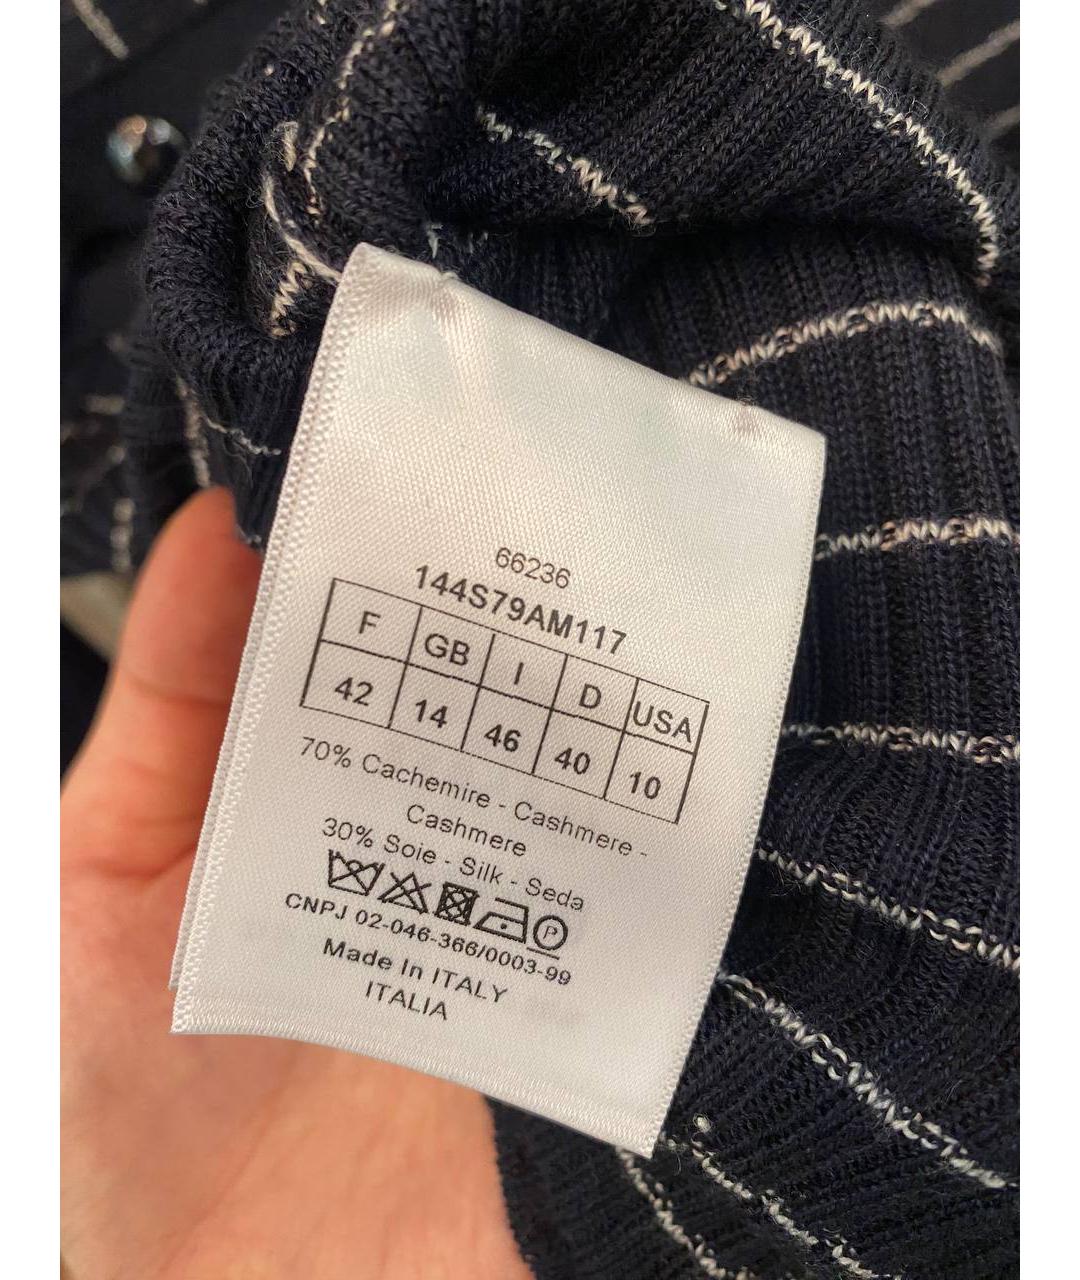 66236
144S79AM117
F GB I D USA
42 14 46 40 10
70% Cachemire - Cashmere -
Cashmere
30% Soie - Silk - Seda
P
CNPJ 02-046-366/0003-99
Made In ITALY
ITALIA